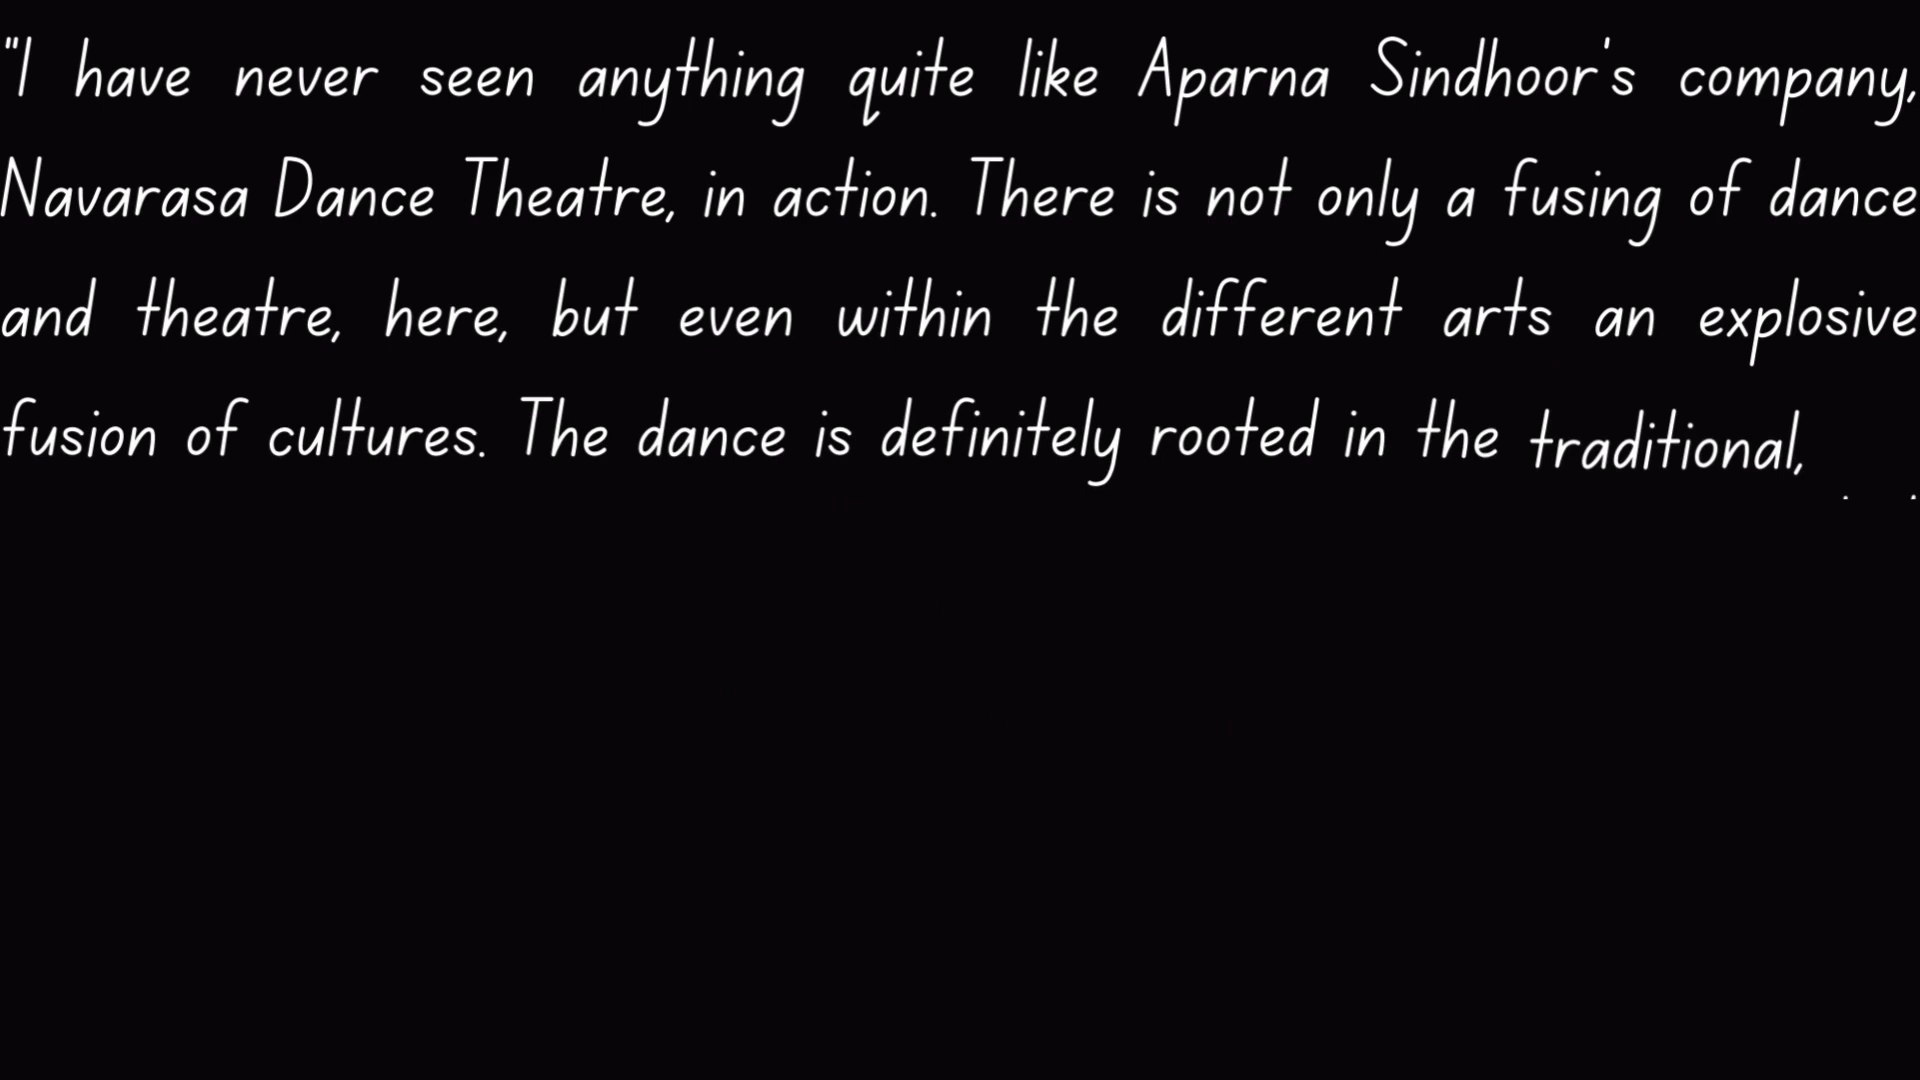 "I have never seen anything quite like Aparna Sindhoor's company,
Navarasa Dance Theatre, in action. There is not only a fusing of dance
and theatre, here, but even within the different arts an explosive
fusion of cultures. The dance is definitely rooted in the traditional,